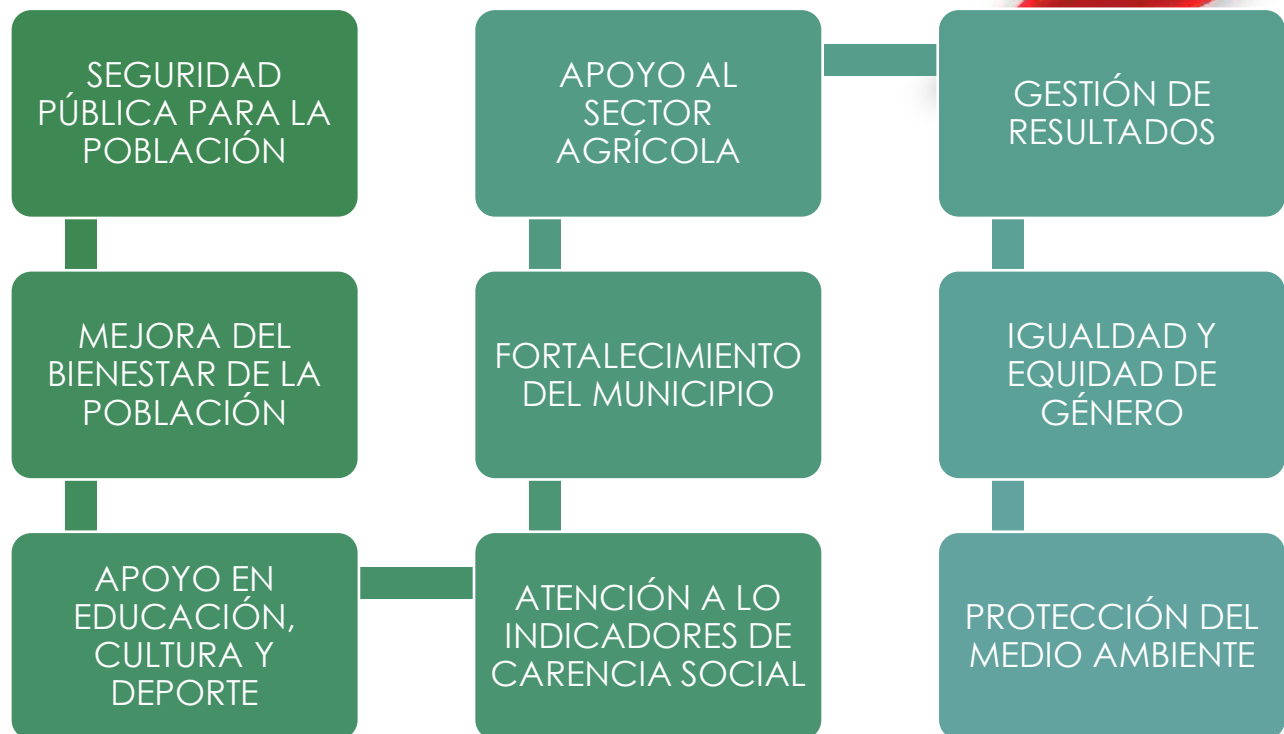 SEGURIDAD
PÚBLICA PARA LA
POBLACIÓN
MEJORA DEL
BIENESTAR DE LA
POBLACIÓN
APOYO EN
EDUCACIÓN,
CULTURA Y
DEPORTE
ATENCIÓN A LO
INDICADORES DE
CARENCIA SOCIAL
FORTALECIMIENTO
DEL MUNICIPIO
APOYO AL
SECTOR
AGRÍCOLA
GESTIÓN DE
RESULTADOS
IGUALDAD Y
EQUIDAD DE
GÉNERO
PROTECCIÓN DEL
MEDIO AMBIENTE